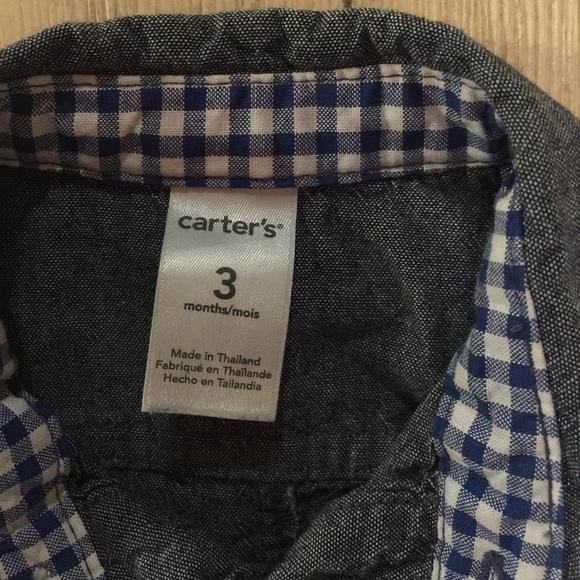 carter's®
3
months/mois
Made in Thailand
Fabriqué en Thaïlande
Hecho en Tailandia